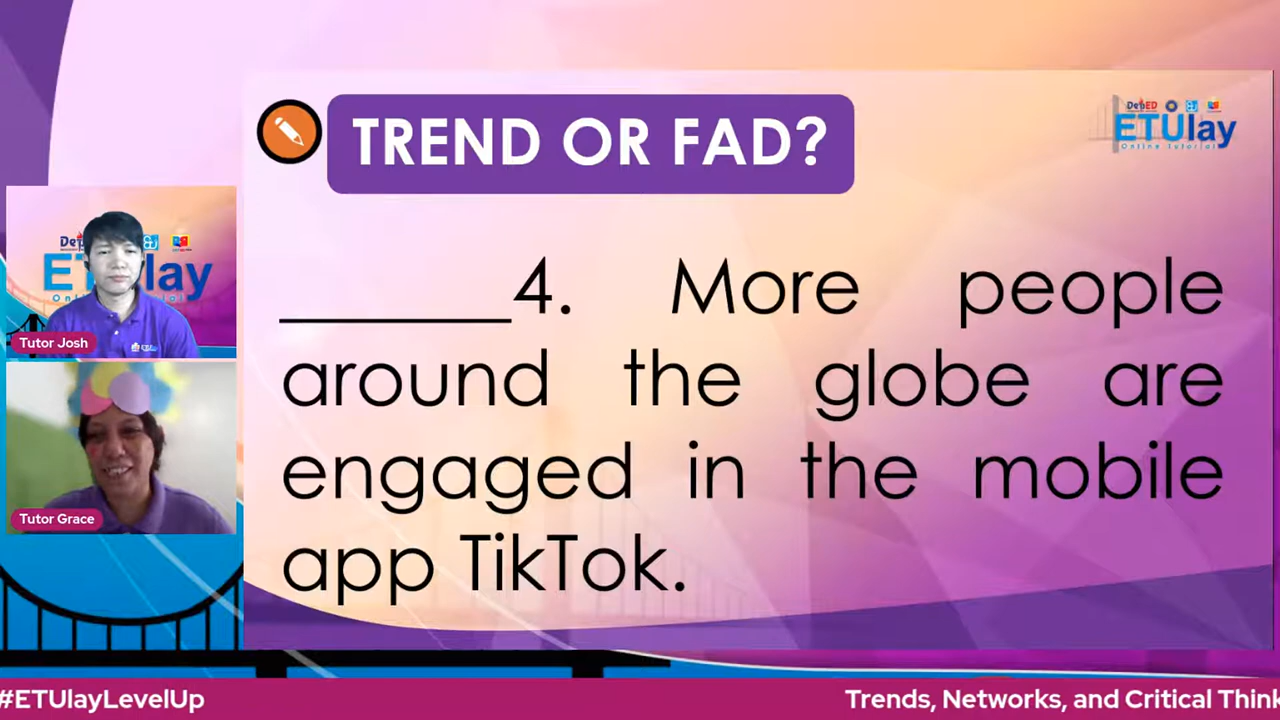 TREND OR FAD?
DepED
ETUlay
Online Tutorial
______4. More people
around the globe are
engaged in the mobile
app TikTok.
ETUlay
Tutor Josh
Tutor Grace
#ETUlayLevelUp
Trends, Networks, and Critical Think